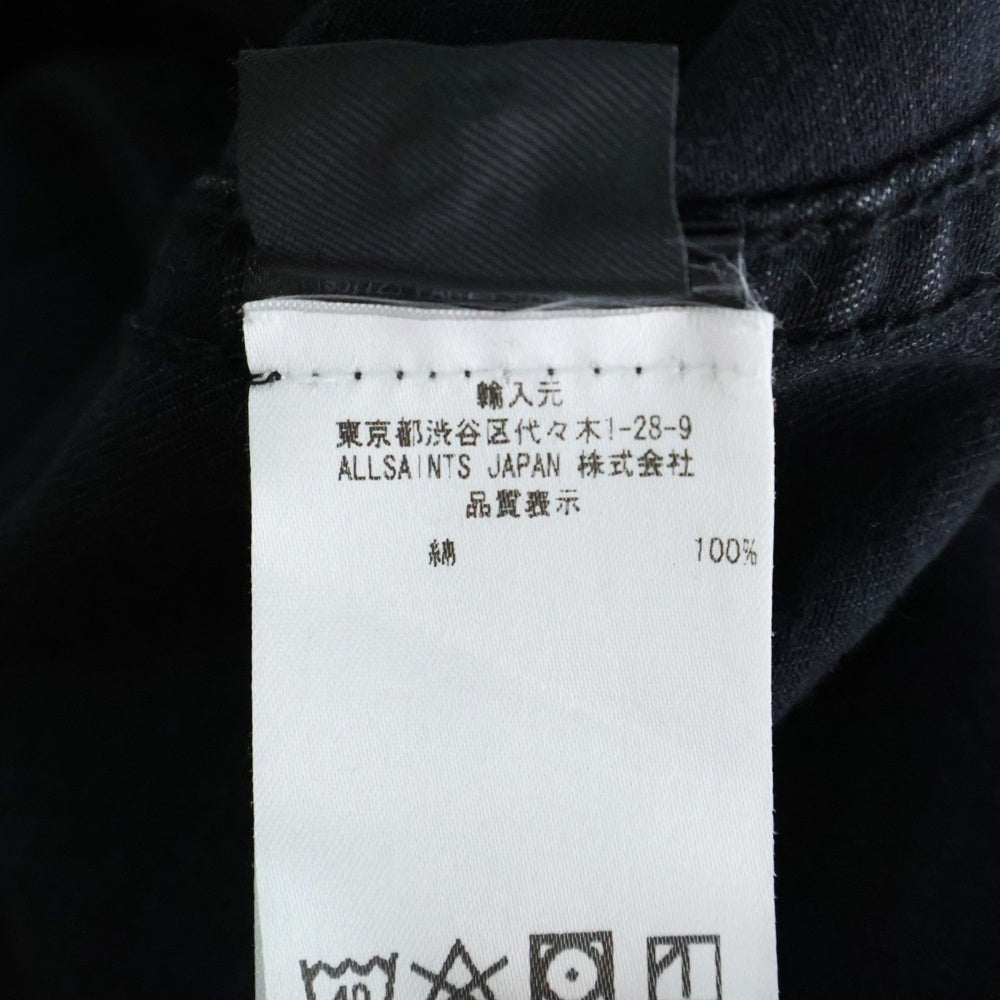 輸入元
東京都渋谷区代々木1-28-9
ALLSAINTS JAPAN 株式会社
品質表示
綿 100%
40